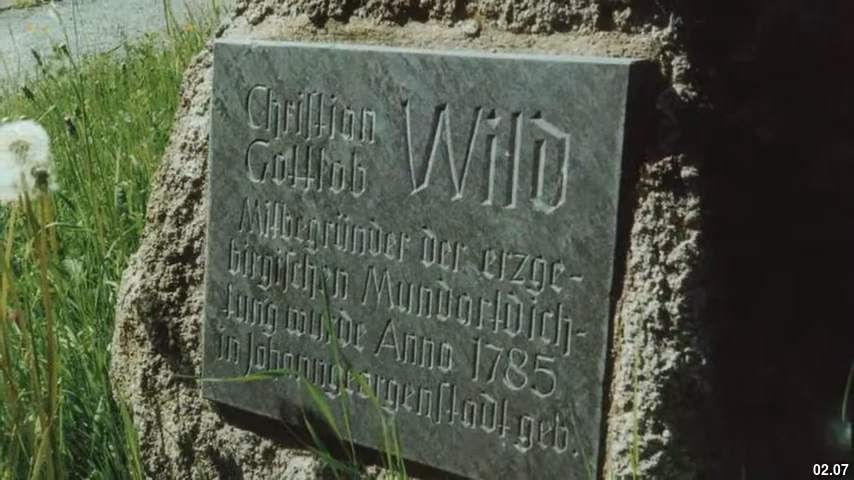 Christian
Gottlob Wild
Mitbegründer der erzge-
birgischen Mundartdich-
tung wurde Anno 1785
in Johanngeorgenstadt geb.
02.07